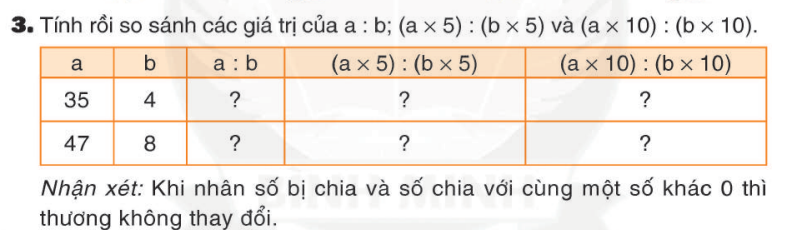 3. Tính rồi so sánh các giá trị của a : b; (a × 5) : (b × 5) và (a × 10) : (b × 10).
a b a : b (a × 5) : (b × 5) (a × 10) : (b × 10)
35 4 ? ? ?
47 8 ? ? ?
Nhận xét: Khi nhân số bị chia và số chia với cùng một số khác 0 thì
thương không thay đổi.
BÌNH MINH